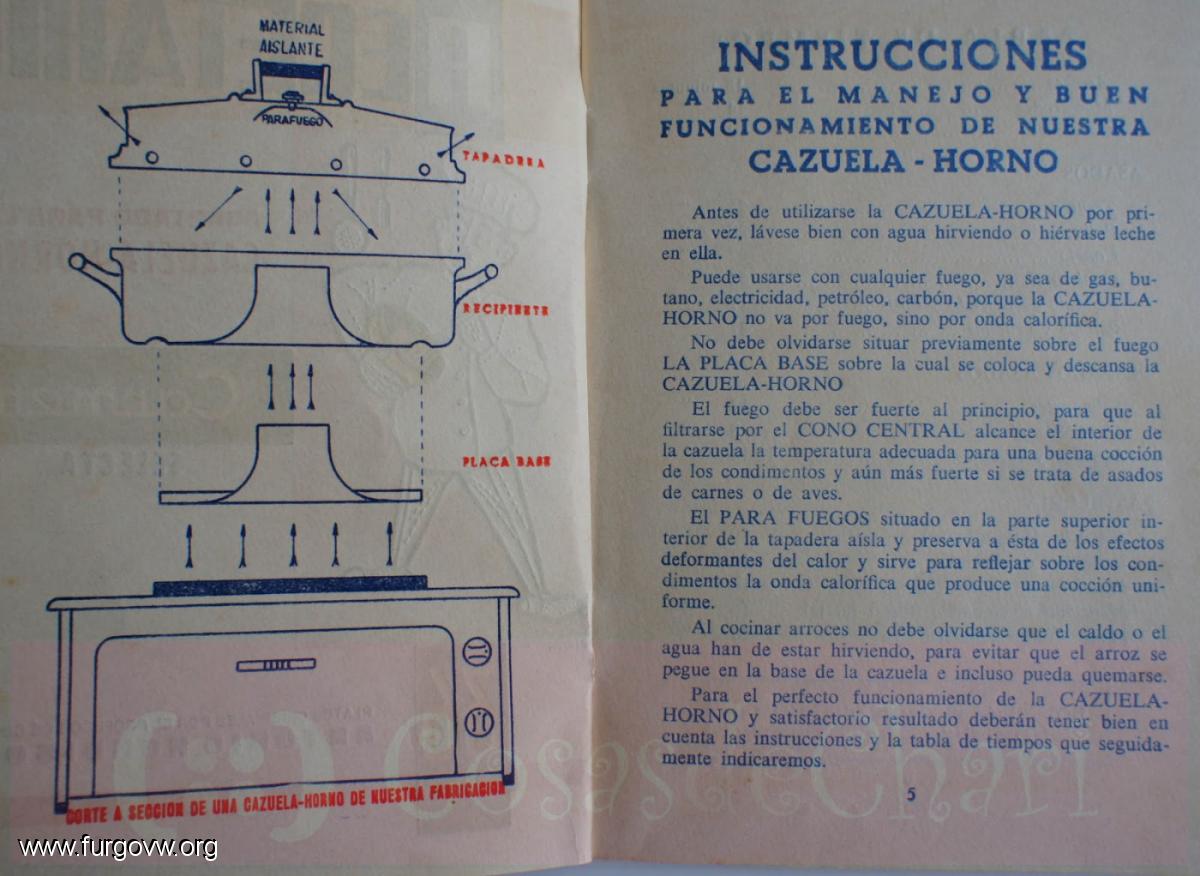 MATERIAL
AISLANTE
PARAFUEGO
TAPADERA
RECIPIENTE
PLACA BASE
CORTE A SECCION DE UNA CAZUELA-HORNO DE NUESTRA FABRICACION
www.furgovw.org
INSTRUCCIONES
PARA EL MANEJO Y BUEN
FUNCIONAMIENTO DE NUESTRA
CAZUELA - HORNO
Antes de utilizarse la CAZUELA-HORNO por pri-
mera vez, lávese bien con agua hirviendo o hiérvase leche
en ella.
Puede usarse con cualquier fuego, ya sea de gas, bu-
tano, electricidad, petróleo, carbón, porque la CAZUELA-
HORNO no va por fuego, sino por onda calorífica.
No debe olvidarse situar previamente sobre el fuego
LA PLACA BASE sobre la cual se coloca y descansa la
CAZUELA-HORNO
El fuego debe ser fuerte al principio, para que al
filtrarse por el CONO CENTRAL alcance el interior de
la cazuela la temperatura adecuada para una buena cocción
de los condimentos y aún más fuerte si se trata de asados
de carnes o de aves.
El PARA FUEGOS situado en la parte superior in-
terior de la tapadera aísla y preserva a ésta de los efectos
deformantes del calor y sirve para reflejar sobre los con-
dimentos la onda calorífica que produce una cocción uni-
forme.
Al cocinar arroces no debe olvidarse que el caldo o el
agua han de estar hirviendo, para evitar que el arroz se
pegue en la base de la cazuela e incluso pueda quemarse.
Para el perfecto funcionamiento de la CAZUELA-
HORNO y satisfactorio resultado deberán tener bien en
cuenta las instrucciones y la tabla de tiempos que seguida-
mente indicaremos.
5
CosasdeChari